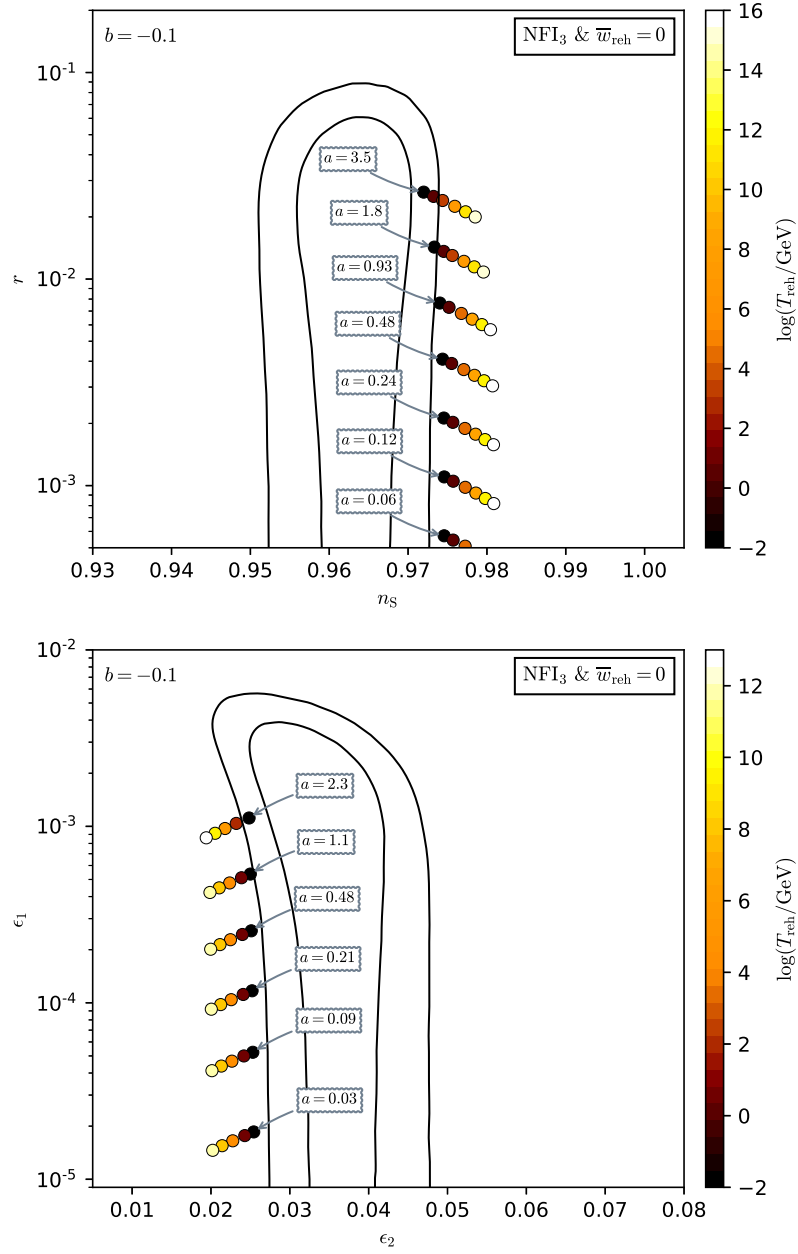 b = −0.1
NFI₃ & w̅ᵣₑₕ = 0
10⁻¹
10⁻²
10⁻³
r
a = 3.5
a = 1.8
a = 0.93
a = 0.48
a = 0.24
a = 0.12
a = 0.06
0.93 0.94 0.95 0.96 0.97 0.98 0.99 1.00
n_S
16
14
12
10
8
6
4
2
0
−2
log(T_reh/GeV)
b = −0.1
NFI₃ & w̅ᵣₑₕ = 0
10⁻²
10⁻³
10⁻⁴
10⁻⁵
ϵ₁
a = 2.3
a = 1.1
a = 0.48
a = 0.21
a = 0.09
a = 0.03
0.01 0.02 0.03 0.04 0.05 0.06 0.07 0.08
ϵ₂
12
10
8
6
4
2
0
−2
log(T_reh/GeV)